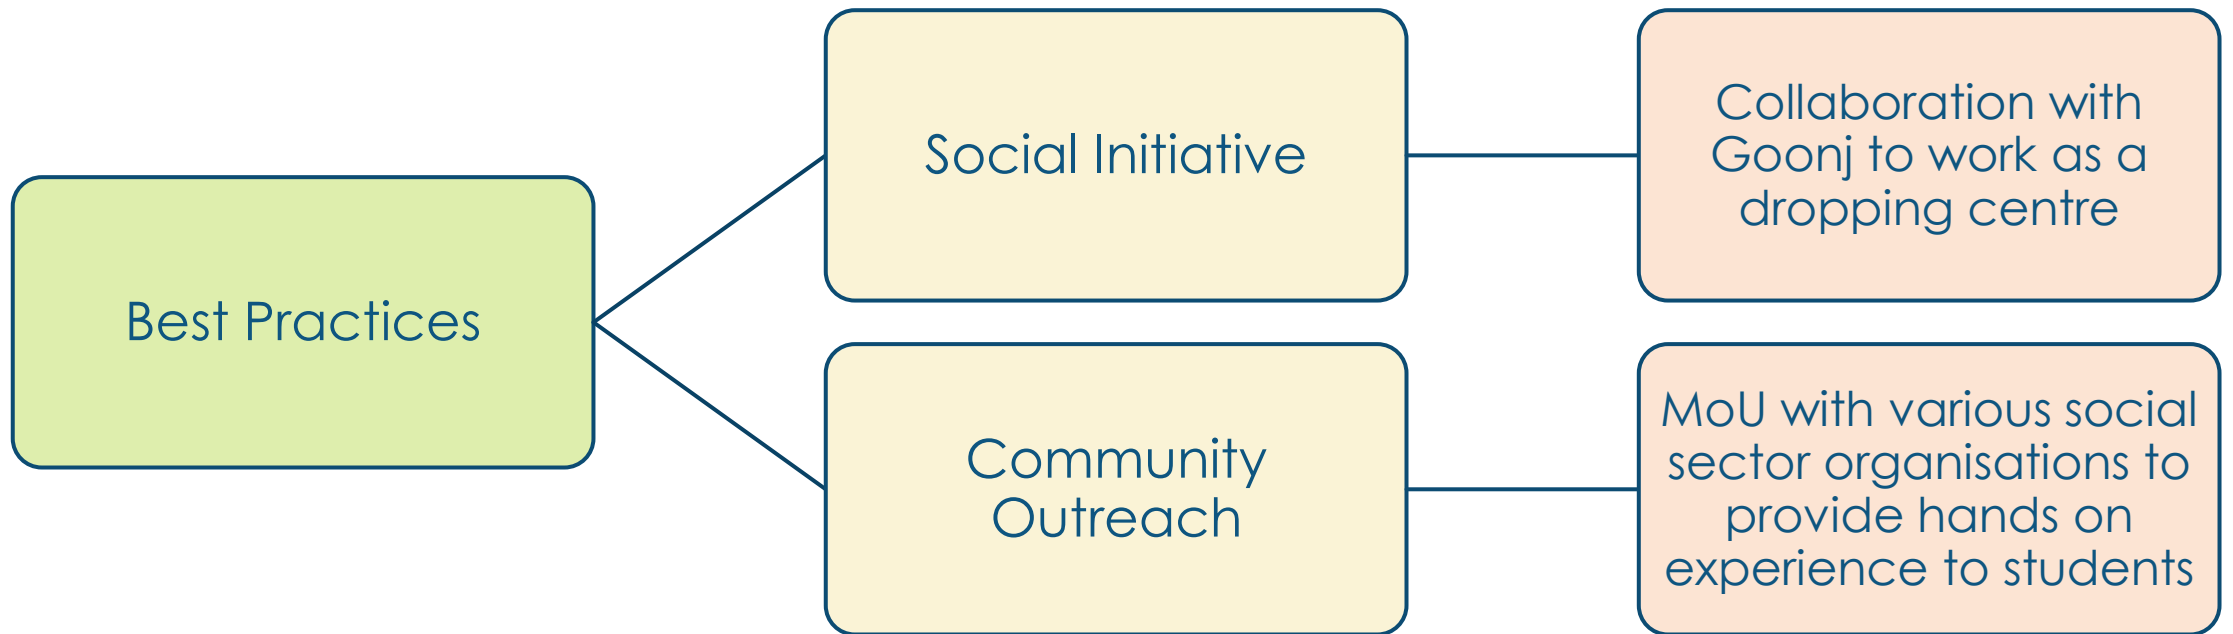 Best Practices
Social Initiative
Collaboration with
Goonj to work as a
dropping centre
Community
Outreach
MoU with various social
sector organisations to
provide hands on
experience to students